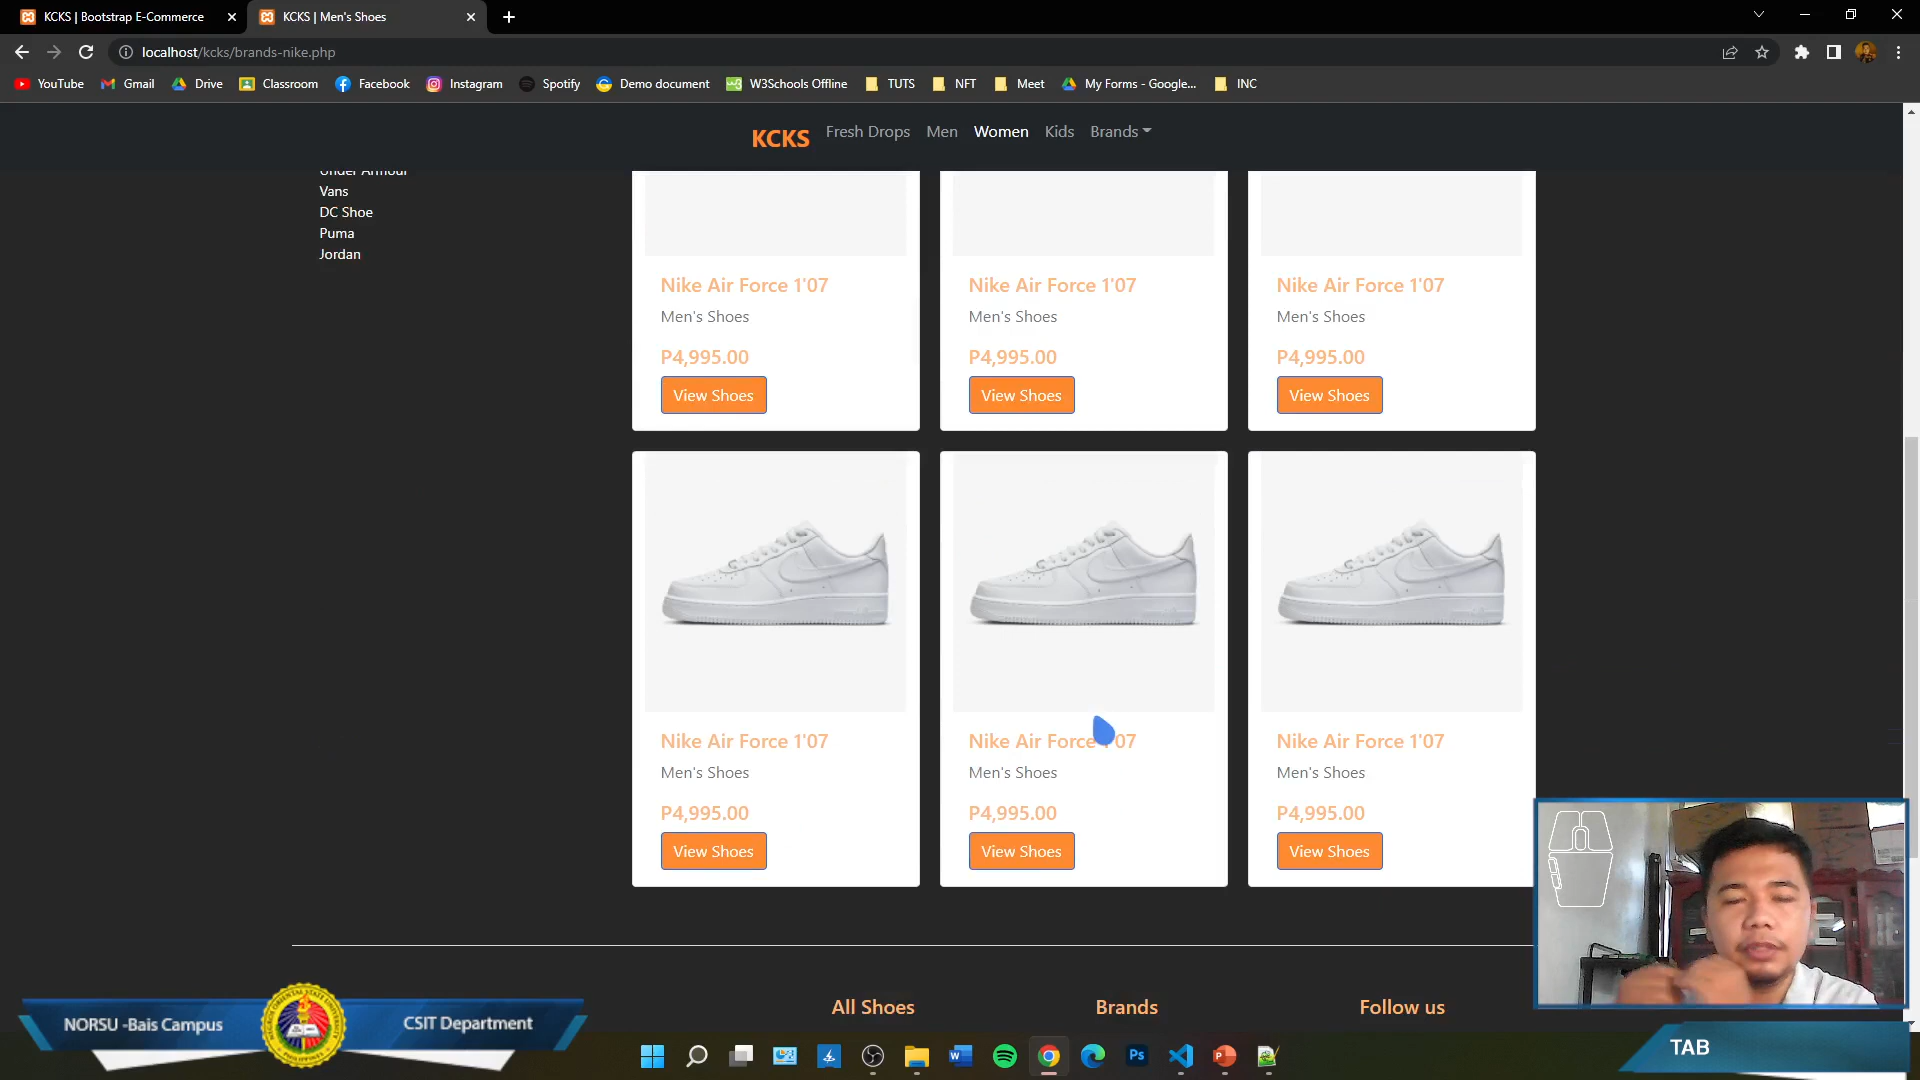 KCKS | Bootstrap E-Commerce
KCKS | Men's Shoes
localhost/kcks/brands-nike.php
YouTube
Gmail
Drive
Classroom
Facebook
Instagram
Spotify
Demo document
W3Schools Offline
TUTS
NFT
Meet
My Forms - Google...
INC
KCKS
Fresh Drops
Men
Women
Kids
Brands
Under Armour
Vans
DC Shoe
Puma
Jordan
Nike Air Force 1'07
Men's Shoes
P4,995.00
View Shoes
Nike Air Force 1'07
Men's Shoes
P4,995.00
View Shoes
Nike Air Force 1'07
Men's Shoes
P4,995.00
View Shoes
Nike Air Force 1'07
Men's Shoes
P4,995.00
View Shoes
Nike Air Force 1'07
Men's Shoes
P4,995.00
View Shoes
Nike Air Force 1'07
Men's Shoes
P4,995.00
View Shoes
All Shoes
Brands
Follow us
NORSU -Bais Campus
CSIT Department
TAB